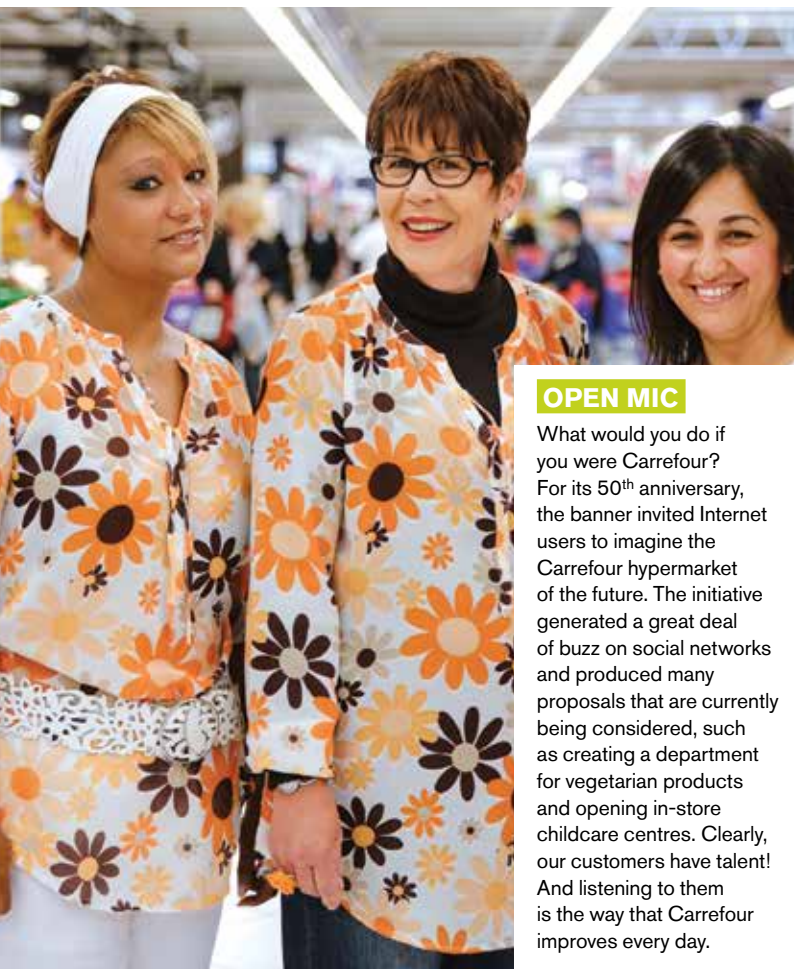 OPEN MIC
What would you do if
you were Carrefour?
For its 50th anniversary,
the banner invited Internet
users to imagine the
Carrefour hypermarket
of the future. The initiative
generated a great deal
of buzz on social networks
and produced many
proposals that are currently
being considered, such
as creating a department
for vegetarian products
and opening in-store
childcare centres. Clearly,
our customers have talent!
And listening to them
is the way that Carrefour
improves every day.